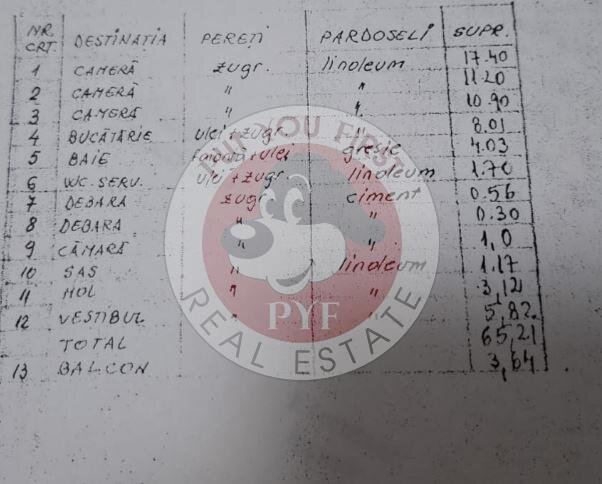 NR. CRT. DESTINAȚIA PEREȚI PARDOSELI SUPR.
1 CAMERĂ zugr. linoleum 17.40
2 CAMERĂ " " 11.20
3 CAMERĂ " " 10.90
4 BUCĂTĂRIE ulei + zugr. " 8.01
5 BAIE faianță + ulei gresie 4.03
6 WC. SERV. ulei + zugr. linoleum 1.70
7 DEBARA zugr. ciment 0.56
8 DEBARA " " 0.30
9 CĂMARĂ " " 1,0
10 SAS " linoleum 1.17
11 HOL " " 3,12
12 VESTIBUL " " 5,82
TOTAL 65,21
13 BALCON 3,64
YOU FIRST
PYF
REAL ESTATE